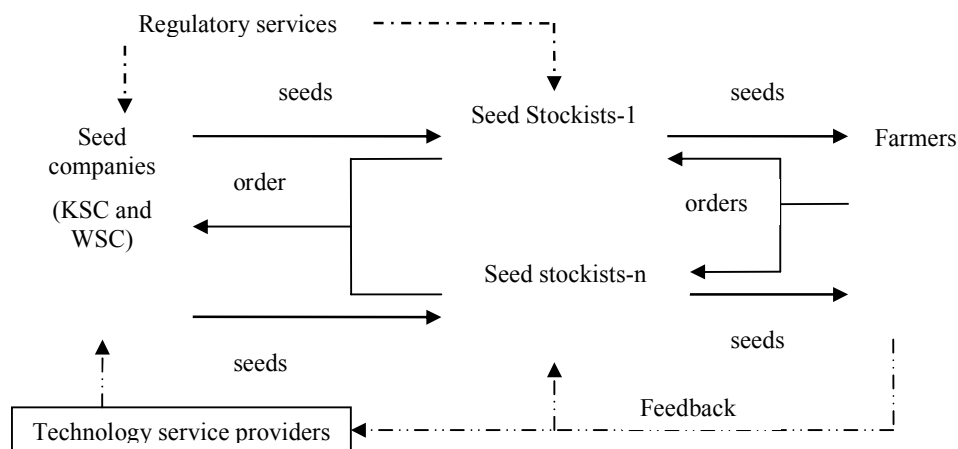 Regulatory services
seeds
seeds
Seed Stockists-1
Seed
companies
(KSC and
WSC)
Farmers
order
orders
Seed stockists-n
seeds
seeds
Feedback
Technology service providers